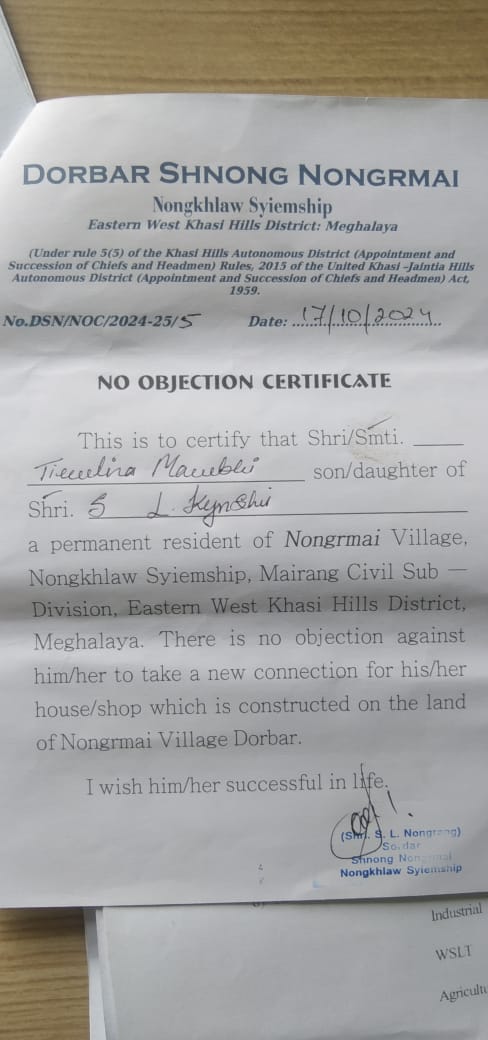 DORBAR SHNONG NONGRMAI
Nongkhlaw Syiemship
Eastern West Khasi Hills District: Meghalaya
(Under rule 5(5) of the Khasi Hills Autonomous District (Appointment and
Succession of Chiefs and Headmen) Rules, 2015 of the United Khasi –Jaintia Hills
Autonomous District (Appointment and Succession of Chiefs and Headmen) Act,
1959.
No.DSN/NOC/2024-25/5 Date: 17/10/2024
NO OBJECTION CERTIFICATE
This is to certify that Shri/Smti.
son/daughter of
Shri. S L. Kynshi
a permanent resident of Nongrmai Village,
Nongkhlaw Syiemship, Mairang Civil Sub –
Division, Eastern West Khasi Hills District,
Meghalaya. There is no objection against
him/her to take a new connection for his/her
house/shop which is constructed on the land
of Nongrmai Village Dorbar.
I wish him/her successful in life.
(Shri. S. L. Nongrang)
Sordar
Shnong Nongrmai
Nongkhlaw Syiemship
Industrial
WSLT